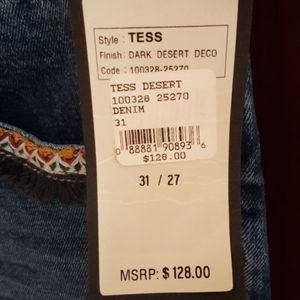 Style: TESS
Finish: DARK DESERT DECO
Code: 100328-25270
TESS DESERT
100328 25270
DENIM
31
0 88881 90893 6
$128.00
31 / 27
MSRP: $128.00